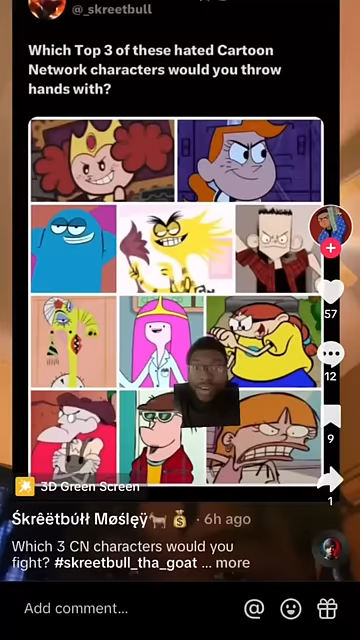 @_skreetbull
Which Top 3 of these hated Cartoon
Network characters would you throw
hands with?
57
12
9
1
3D Green Screen
Śkrêëtbúłł Møślęÿ🐐💰 · 6h ago
Which 3 CN characters would you
fight? #skreetbull_tha_goat ... more
Add comment...